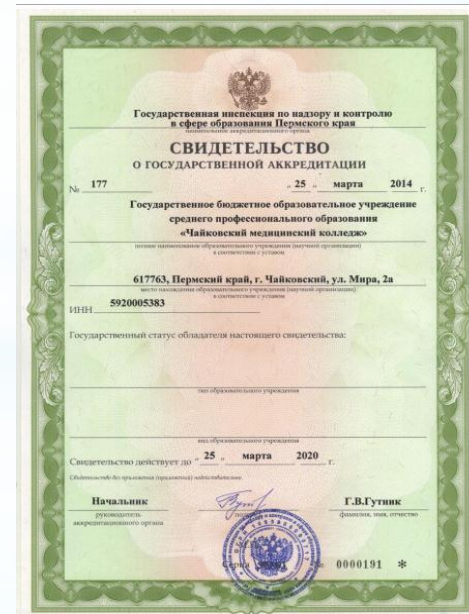 Государственная инспекция по надзору и контролю
в сфере образования Пермского края
наименование аккредитационного органа
СВИДЕТЕЛЬСТВО
О ГОСУДАРСТВЕННОЙ АККРЕДИТАЦИИ
№ 177 " 25 " марта 2014 г.
Государственное бюджетное образовательное учреждение
среднего профессионального образования
«Чайковский медицинский колледж»
полное наименование образовательного учреждения (научной организации)
в соответствии с уставом
617763, Пермский край, г. Чайковский, ул. Мира, 2а
место нахождения образовательного учреждения (научной организации)
в соответствии с уставом
ИНН 5920005383
Государственный статус обладателя настоящего свидетельства:
тип образовательного учреждения
вид образовательного учреждения
Свидетельство действует до " 25 " марта 2020 г.
Свидетельство без приложения (приложений) недействительно.
Начальник Г.В.Гутник
руководитель фамилия, имя, отчество
аккредитационного органа
№ 0000191 *